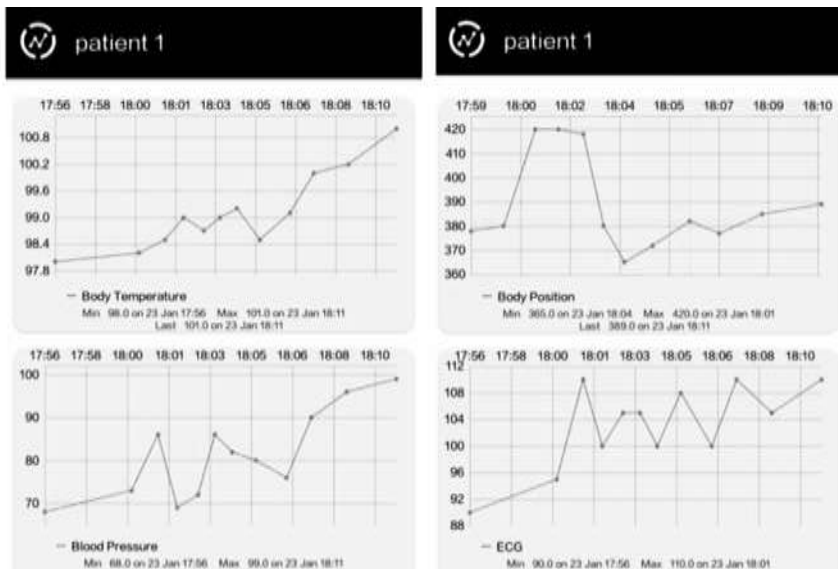 patient 1
17:56 17:58 18:00 18:01 18:03 18:05 18:06 18:08 18:10
100.8
100.2
99.6
99.0
98.4
97.8
Body Temperature
Min 98.0 on 23 Jan 17:56 Max 101.0 on 23 Jan 18:11
Last 101.0 on 23 Jan 18:11
17:56 17:58 18:00 18:01 18:03 18:05 18:06 18:08 18:10
100
90
80
70
Blood Pressure
Min 68.0 on 23 Jan 17:56 Max 99.0 on 23 Jan 18:11
patient 1
17:59 18:00 18:02 18:04 18:05 18:07 18:09 18:10
420
410
400
390
380
370
360
Body Position
Min 365.0 on 23 Jan 18:04 Max 420.0 on 23 Jan 18:01
Last 389.0 on 23 Jan 18:11
17:56 17:58 18:00 18:01 18:03 18:05 18:06 18:08 18:10
112
108
104
100
96
92
88
ECG
Min 90.0 on 23 Jan 17:56 Max 110.0 on 23 Jan 18:01